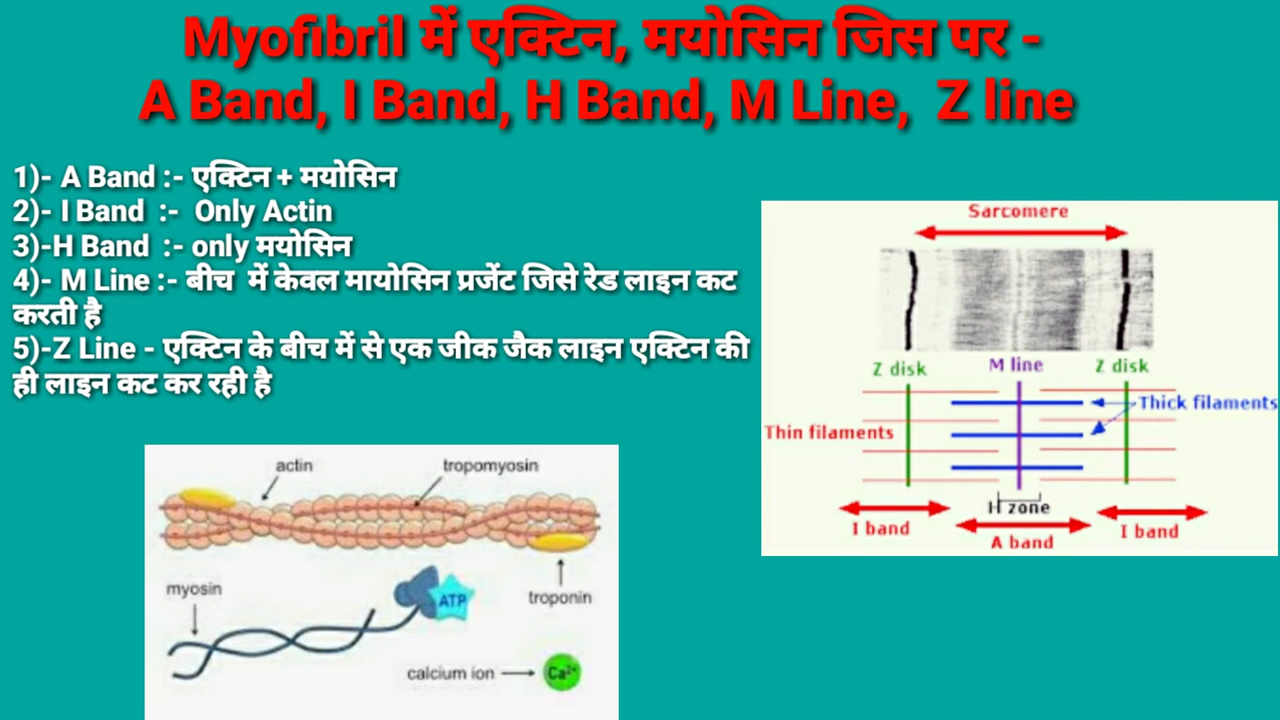 Myofibril में एक्टिन, मयोसिन जिस पर -
A Band, I Band, H Band, M Line, Z line
1)- A Band :- एक्टिन + मयोसिन
2)- I Band :- Only Actin
3)-H Band :- only मयोसिन
4)- M Line :- बीच में केवल मायोसिन प्रजेंट जिसे रेड लाइन कट
करती है
5)-Z Line - एक्टिन के बीच में से एक जीक जैक लाइन एक्टिन की
ही लाइन कट कर रही है
Sarcomere
Z disk
M line
Z disk
Thick filaments
Thin filaments
H zone
I band
A band
I band
actin
tropomyosin
myosin
ATP
troponin
calcium ion
Ca²⁺